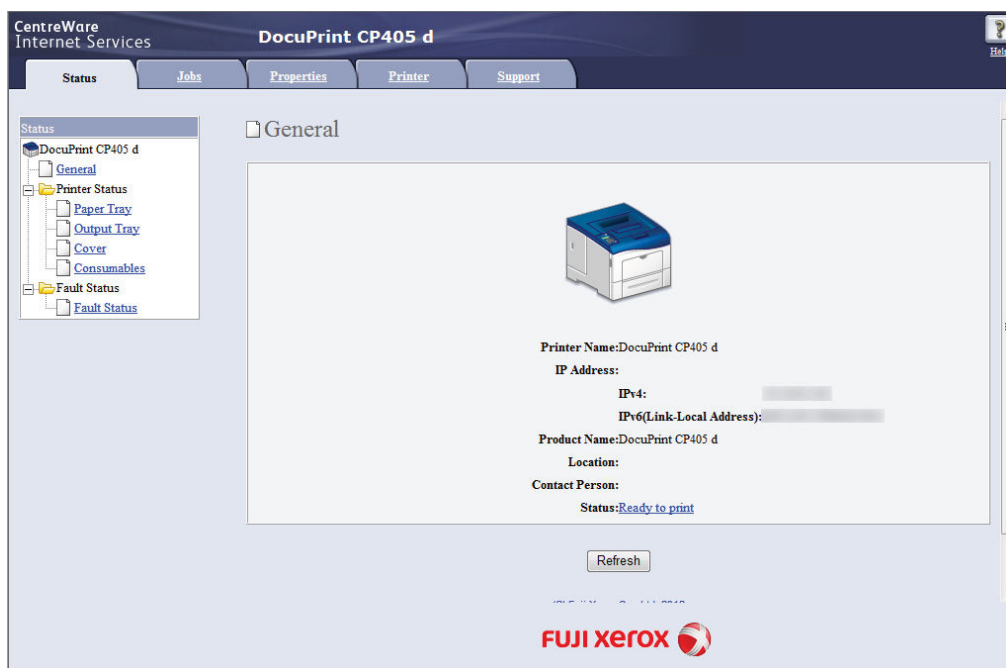 CentreWare
Internet Services
DocuPrint CP405 d
Help
Status
Jobs
Properties
Printer
Support
Status
DocuPrint CP405 d
General
Printer Status
Paper Tray
Output Tray
Cover
Consumables
Fault Status
Fault Status
General
Printer Name:DocuPrint CP405 d
IP Address:
IPv4:
IPv6(Link-Local Address):
Product Name:DocuPrint CP405 d
Location:
Contact Person:
Status:Ready to print
Refresh
FUJI xerox